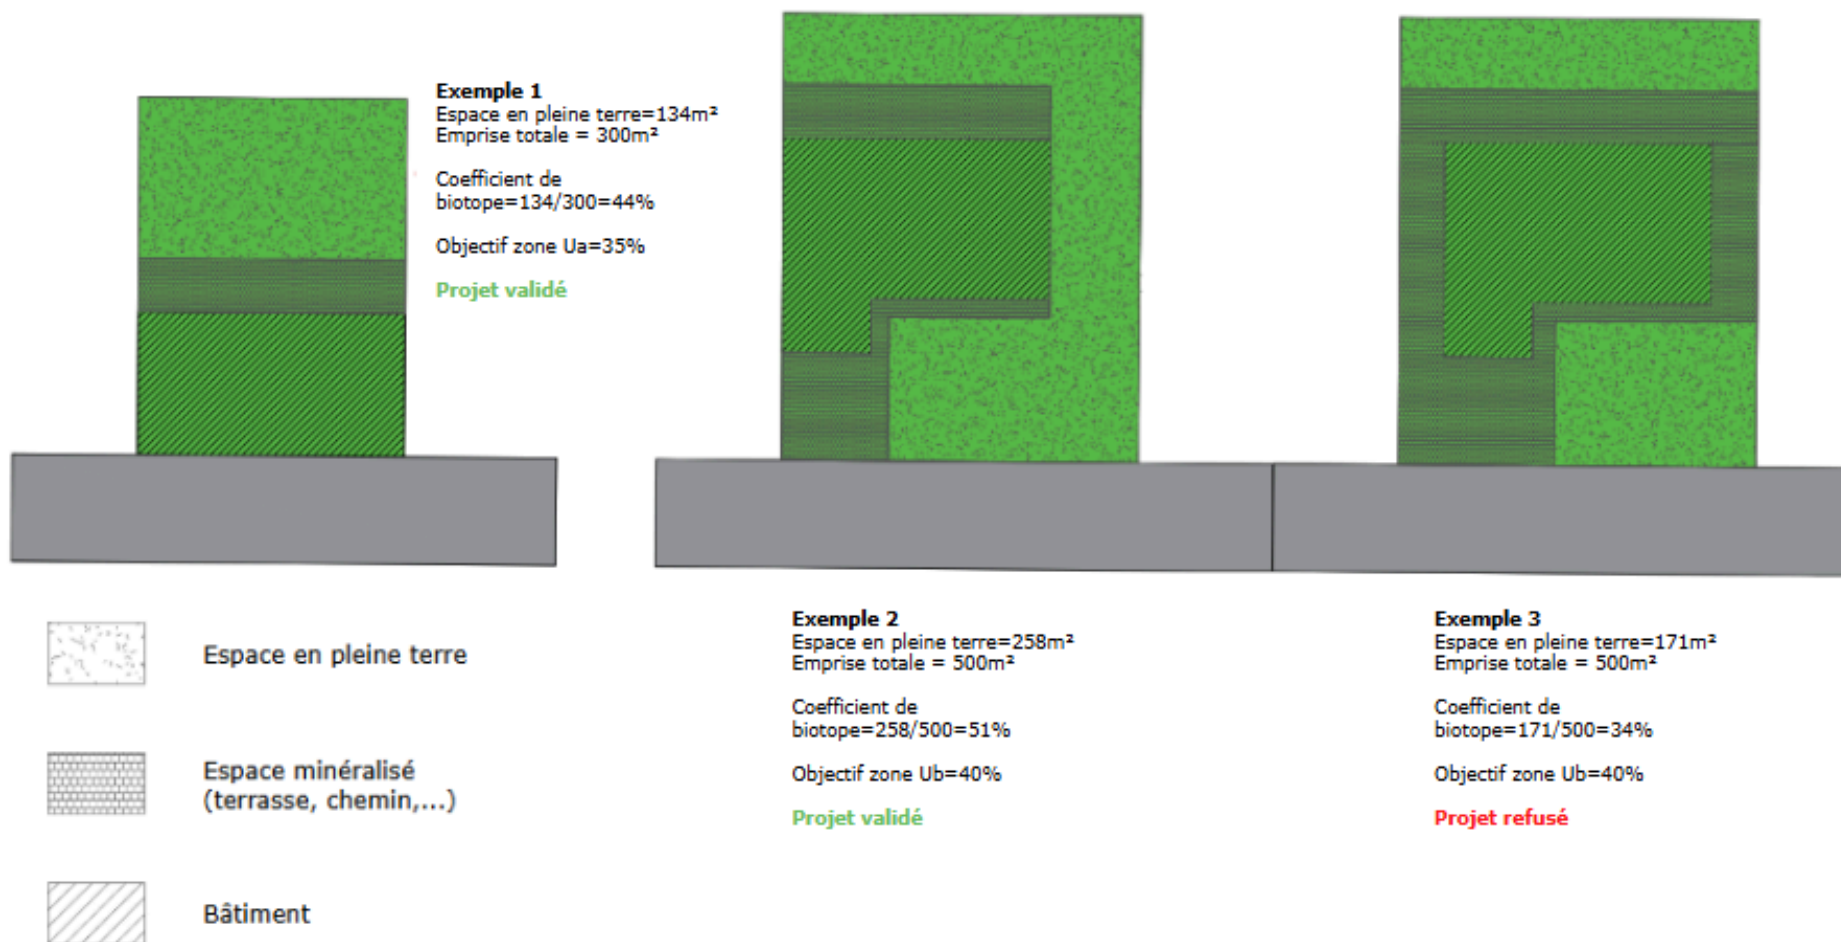 Exemple 1
Espace en pleine terre=134m²
Emprise totale = 300m²
Coefficient de
biotope=134/300=44%
Objectif zone Ua=35%
Projet validé
Espace en pleine terre
Espace minéralisé
(terrasse, chemin,...)
Bâtiment
Exemple 2
Espace en pleine terre=258m²
Emprise totale = 500m²
Coefficient de
biotope=258/500=51%
Objectif zone Ub=40%
Projet validé
Exemple 3
Espace en pleine terre=171m²
Emprise totale = 500m²
Coefficient de
biotope=171/500=34%
Objectif zone Ub=40%
Projet refusé